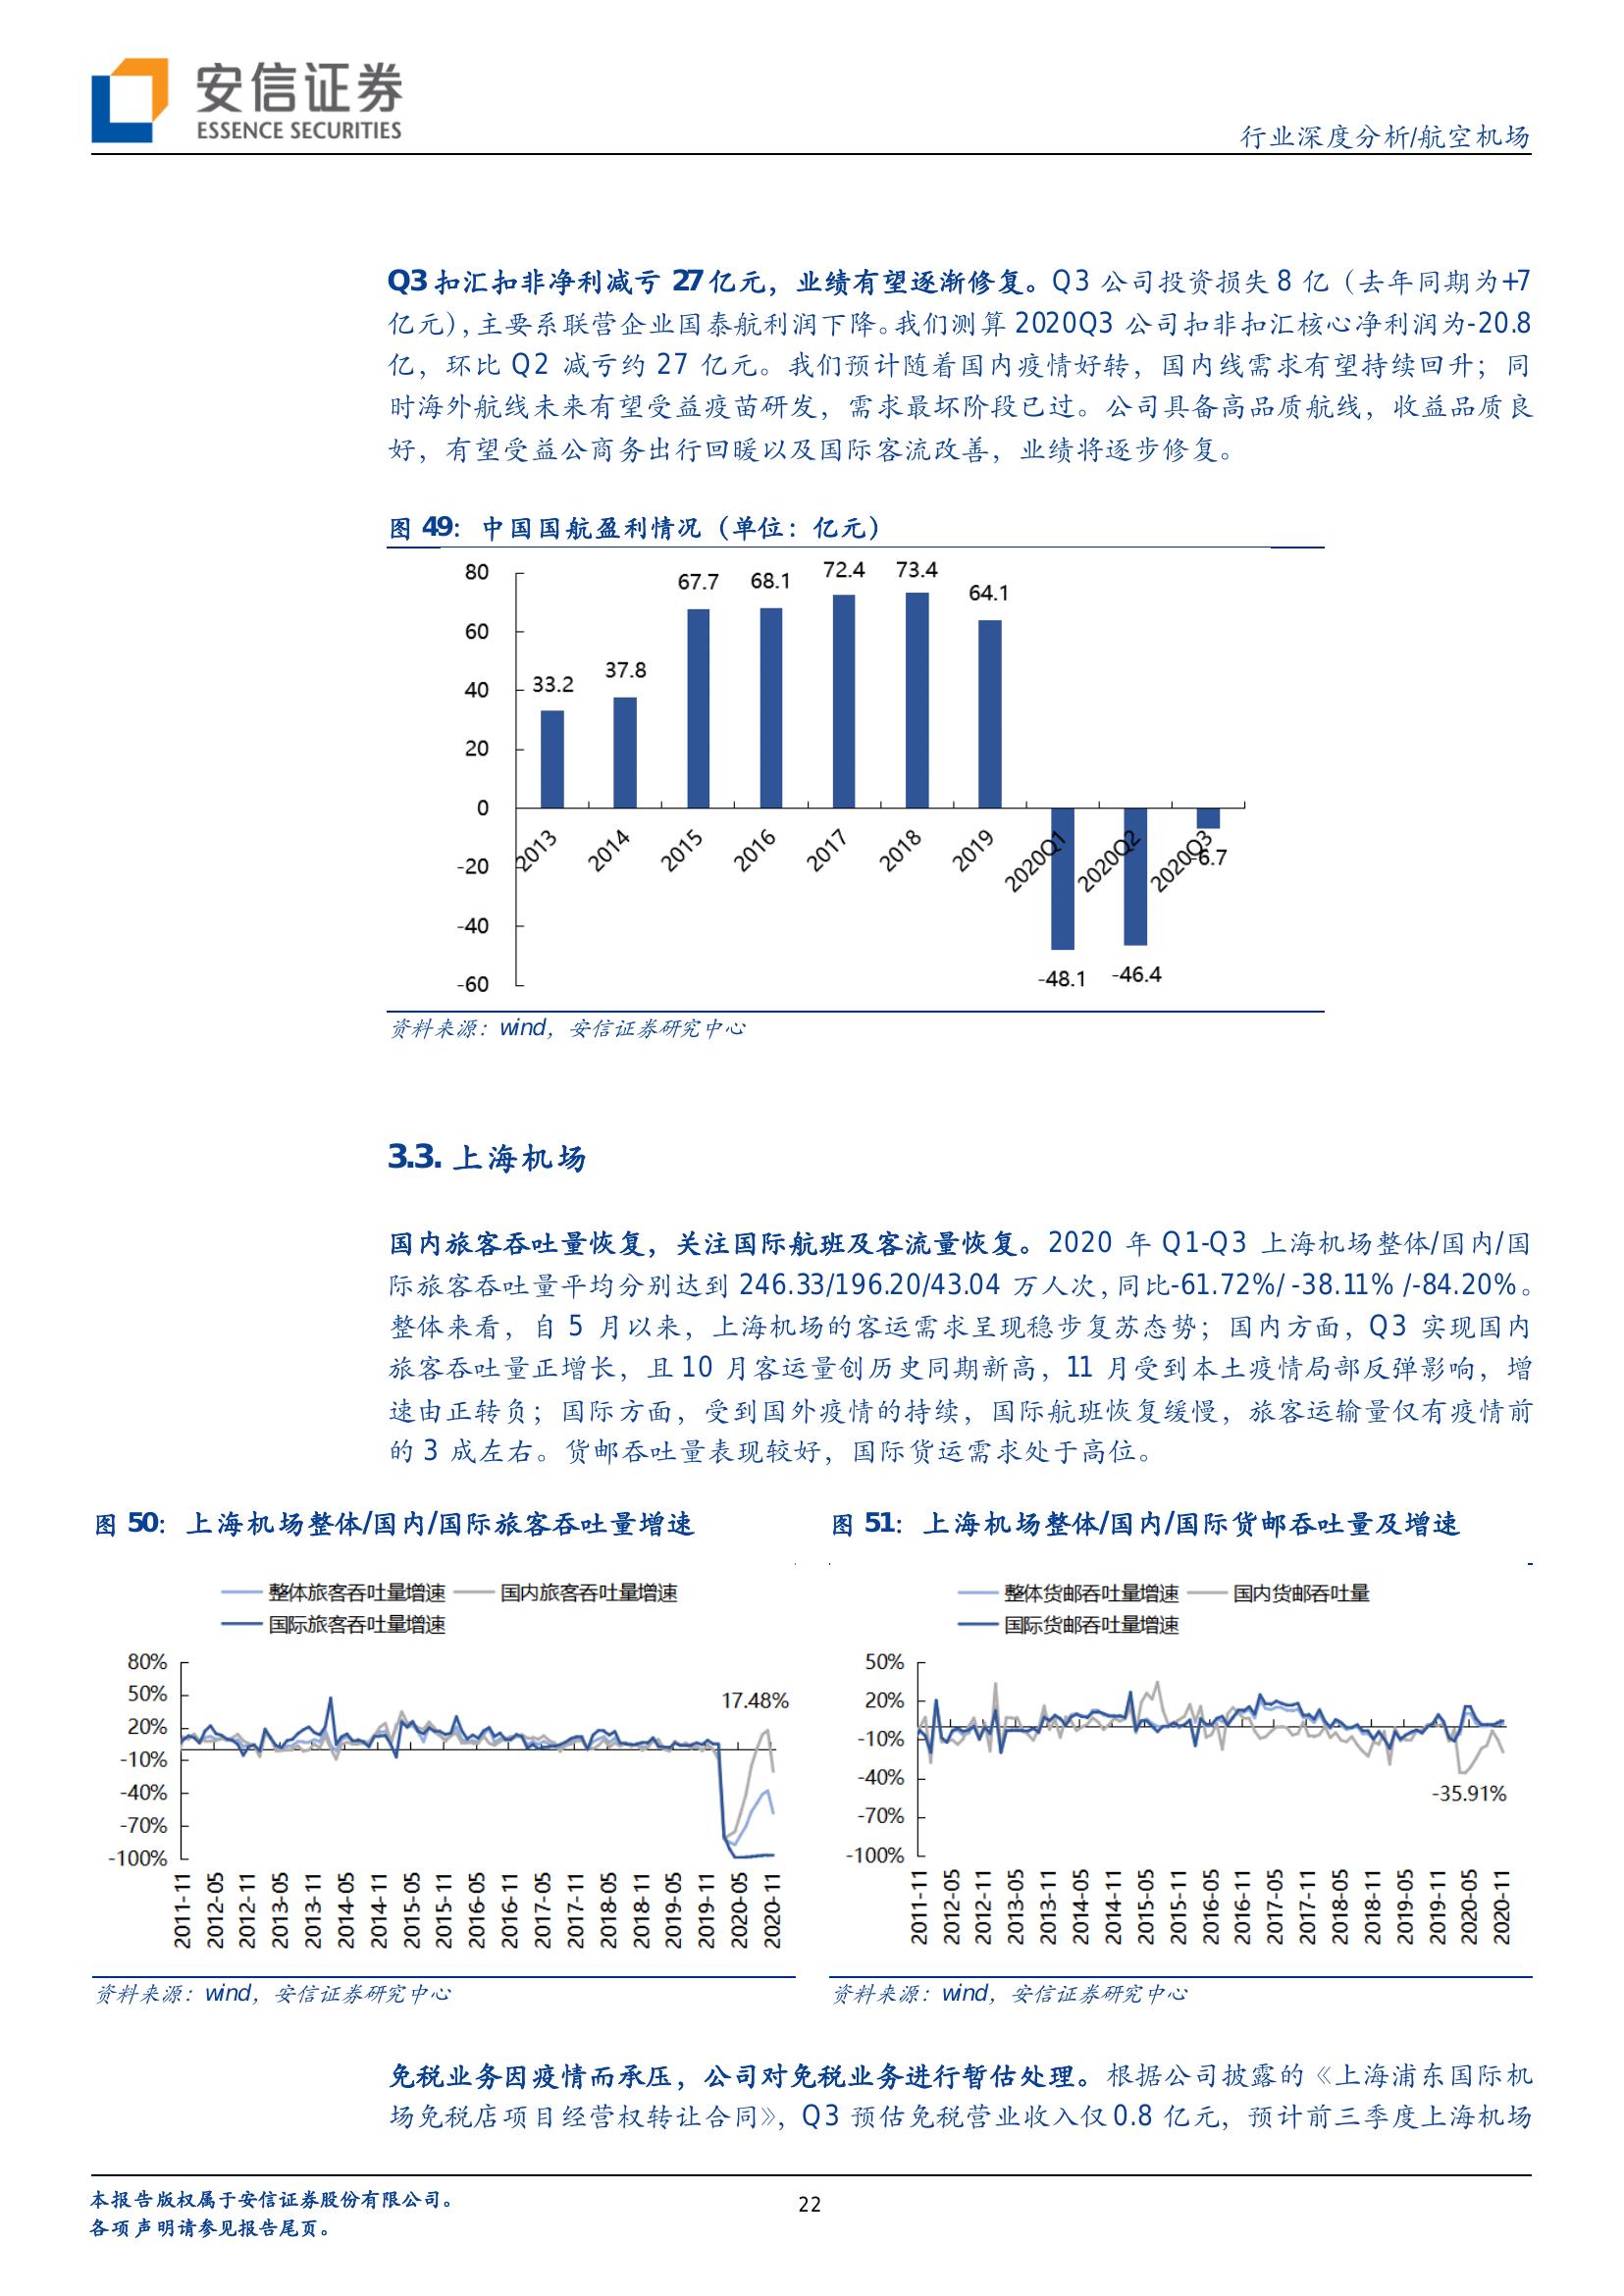 安信证券
ESSENCE SECURITIES
行业深度分析/航空机场
Q3 扣汇扣非净利减亏 27 亿元，业绩有望逐渐修复。Q3 公司投资损失 8 亿（去年同期为+7
亿元），主要系联营企业国泰航利润下降。我们测算 2020Q3 公司扣非扣汇核心净利润为-20.8
亿，环比 Q2 减亏约 27 亿元。我们预计随着国内疫情好转，国内线需求有望持续回升；同
时海外航线未来有望受益疫苗研发，需求最坏阶段已过。公司具备高品质航线，收益品质良
好，有望受益公商务出行回暖以及国际客流改善，业绩将逐步修复。
图 49：中国国航盈利情况（单位：亿元）
80
60
40
20
0
-20
-40
-60
33.2
37.8
67.7
68.1
72.4
73.4
64.1
-48.1
-46.4
-6.7
2013
2014
2015
2016
2017
2018
2019
2020Q1
2020Q2
2020Q3
资料来源：wind，安信证券研究中心
3.3. 上海机场
国内旅客吞吐量恢复，关注国际航班及客流量恢复。2020 年 Q1-Q3 上海机场整体/国内/国
际旅客吞吐量平均分别达到 246.33/196.20/43.04 万人次，同比-61.72%/ -38.11% /-84.20%。
整体来看，自 5 月以来，上海机场的客运需求呈现稳步复苏态势；国内方面，Q3 实现国内
旅客吞吐量正增长，且 10 月客运量创历史同期新高，11 月受到本土疫情局部反弹影响，增
速由正转负；国际方面，受到国外疫情的持续，国际航班恢复缓慢，旅客运输量仅有疫情前
的 3 成左右。货邮吞吐量表现较好，国际货运需求处于高位。
图 50：上海机场整体/国内/国际旅客吞吐量增速
整体旅客吞吐量增速
国内旅客吞吐量增速
国际旅客吞吐量增速
80%
50%
20%
-10%
-40%
-70%
-100%
17.48%
2011-11
2012-05
2012-11
2013-05
2013-11
2014-05
2014-11
2015-05
2015-11
2016-05
2016-11
2017-05
2017-11
2018-05
2018-11
2019-05
2019-11
2020-05
2020-11
资料来源：wind，安信证券研究中心
图 51：上海机场整体/国内/国际货邮吞吐量及增速
整体货邮吞吐量增速
国内货邮吞吐量
国际货邮吞吐量增速
50%
20%
-10%
-40%
-70%
-100%
-35.91%
2011-11
2012-05
2012-11
2013-05
2013-11
2014-05
2014-11
2015-05
2015-11
2016-05
2016-11
2017-05
2017-11
2018-05
2018-11
2019-05
2019-11
2020-05
2020-11
资料来源：wind，安信证券研究中心
免税业务因疫情而承压，公司对免税业务进行暂估处理。根据公司披露的《上海浦东国际机
场免税店项目经营权转让合同》，Q3 预估免税营业收入仅 0.8 亿元，预计前三季度上海机场
本报告版权属于安信证券股份有限公司。
各项声明请参见报告尾页。
22